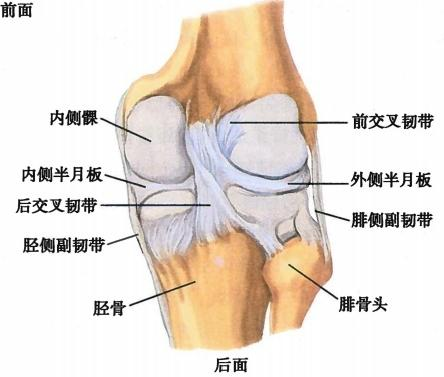 前面
内侧髁
前交叉韧带
内侧半月板
外侧半月板
后交叉韧带
腓侧副韧带
胫侧副韧带
胫骨
腓骨头
后面